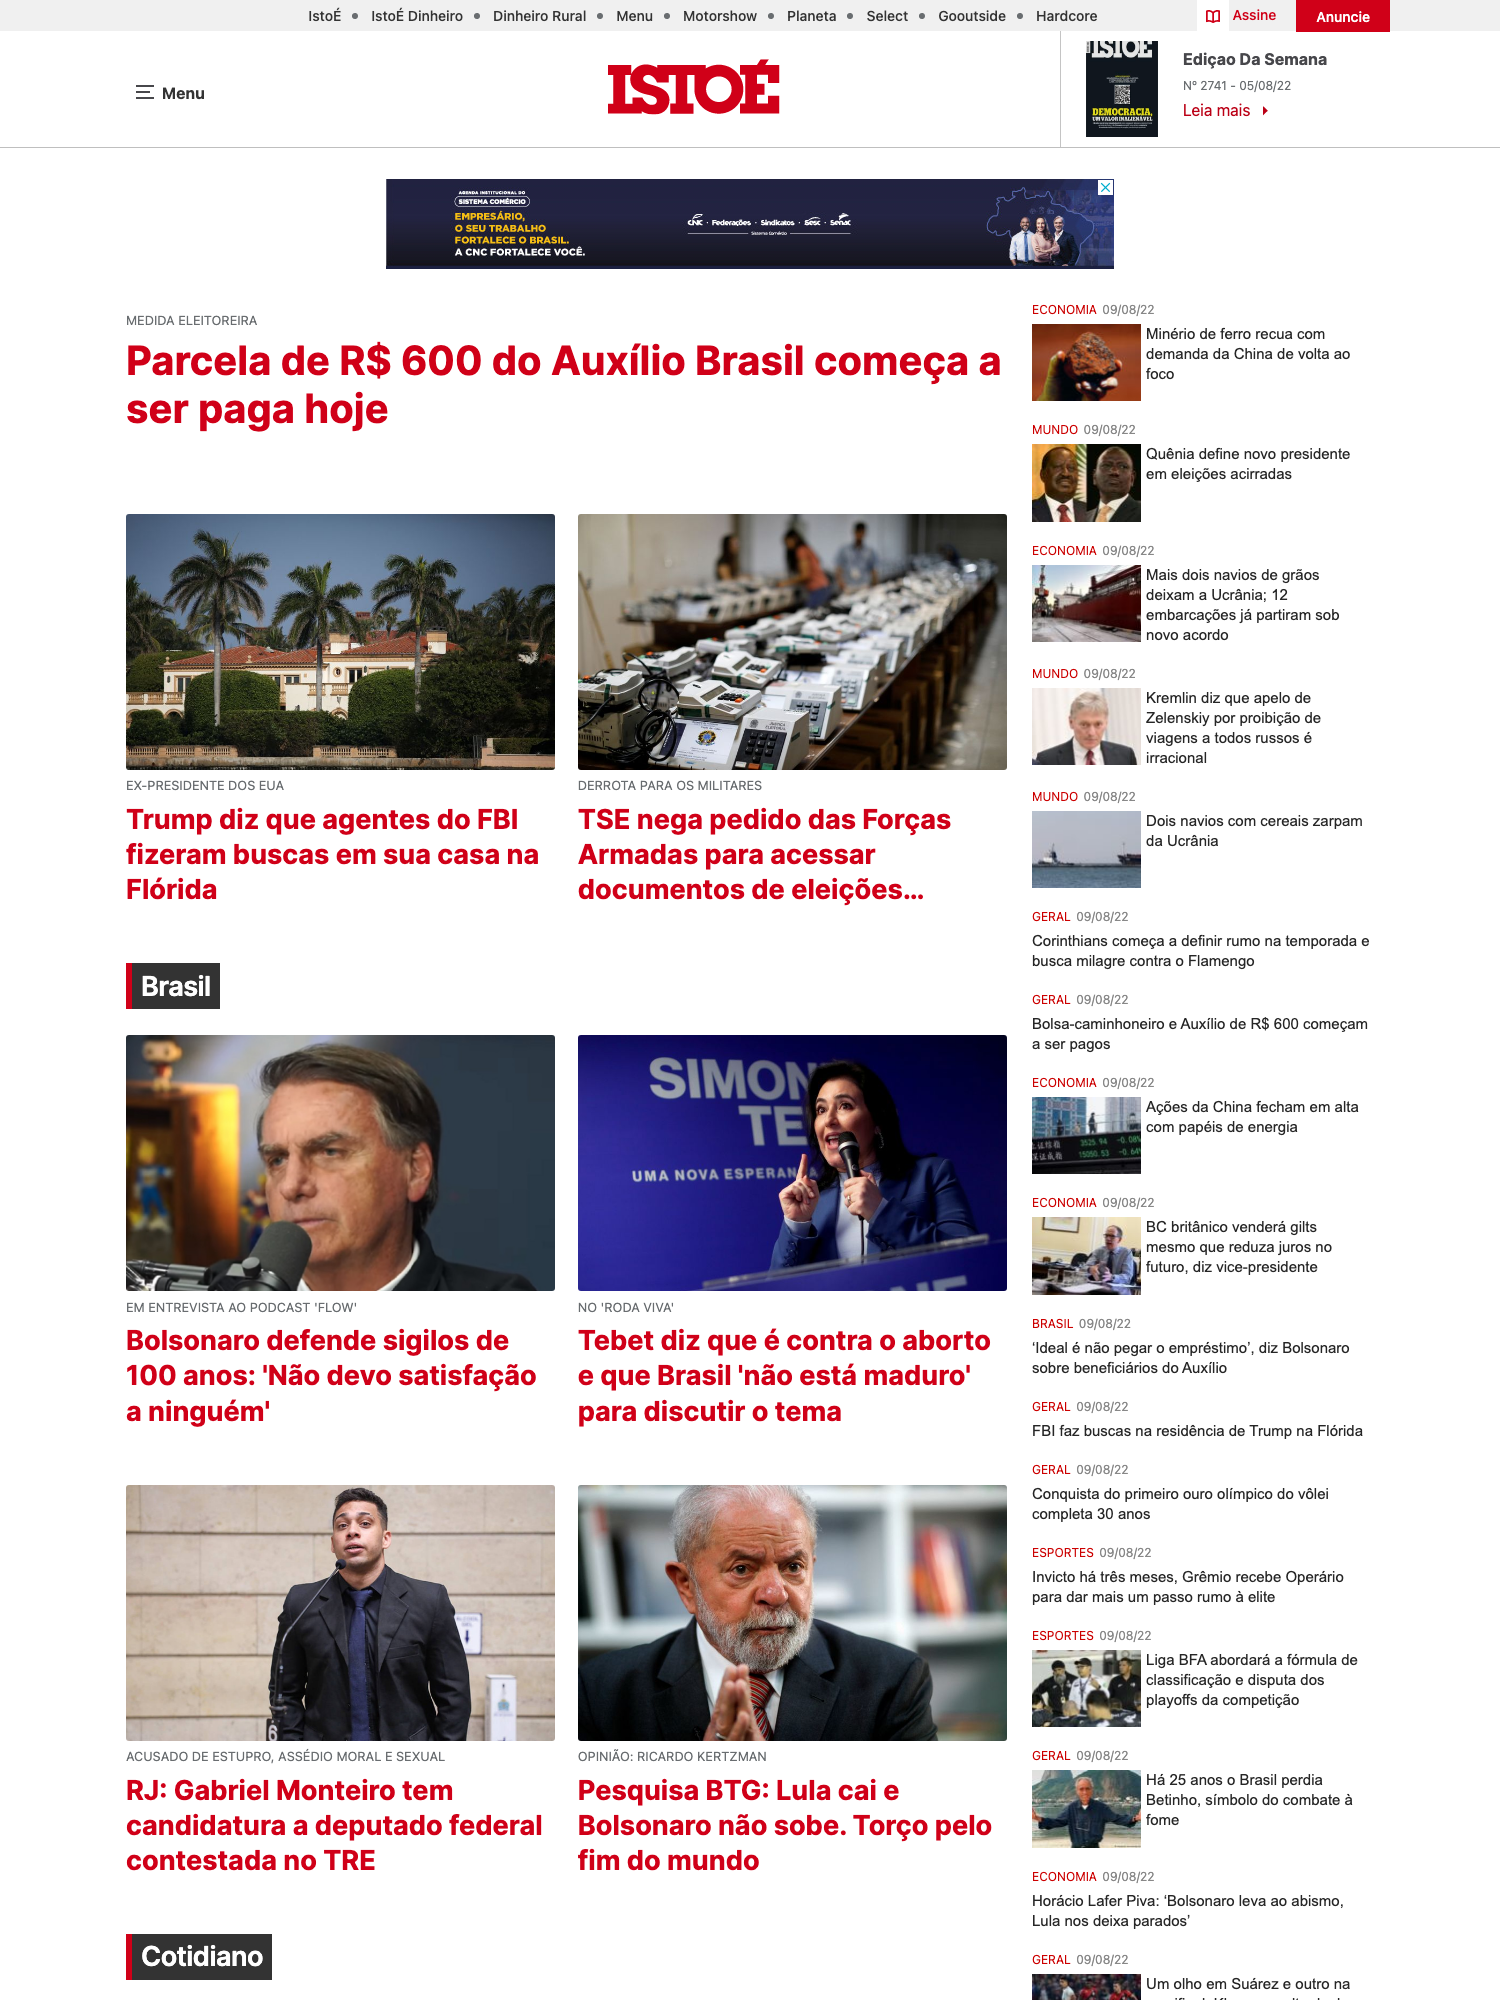 IstoÉ • IstoÉ Dinheiro • Dinheiro Rural • Menu • Motorshow • Planeta • Select • Gooutside • Hardcore
Assine
Anuncie
Menu
ISTOÉ
ISTOÉ
DEMOCRACIA,
UM VALOR INALIENÁVEL
Ediçao Da Semana
Nº 2741 - 05/08/22
Leia mais
AGENDA INSTITUCIONAL DO
SISTEMA COMÉRCIO
EMPRESÁRIO,
O SEU TRABALHO
FORTALECE O BRASIL.
A CNC FORTALECE VOCÊ.
CNC · Federações · Sindicatos · Sesc · Senac
Sistema Comércio
MEDIDA ELEITOREIRA
Parcela de R$ 600 do Auxílio Brasil começa a
ser paga hoje
EX-PRESIDENTE DOS EUA
Trump diz que agentes do FBI
fizeram buscas em sua casa na
Flórida
DERROTA PARA OS MILITARES
TSE nega pedido das Forças
Armadas para acessar
documentos de eleições...
Brasil
EM ENTREVISTA AO PODCAST 'FLOW'
Bolsonaro defende sigilos de
100 anos: 'Não devo satisfação
a ninguém'
SIMON
TE
UMA NOVA ESPERANÇA
NO 'RODA VIVA'
Tebet diz que é contra o aborto
e que Brasil 'não está maduro'
para discutir o tema
ACUSADO DE ESTUPRO, ASSÉDIO MORAL E SEXUAL
RJ: Gabriel Monteiro tem
candidatura a deputado federal
contestada no TRE
OPINIÃO: RICARDO KERTZMAN
Pesquisa BTG: Lula cai e
Bolsonaro não sobe. Torço pelo
fim do mundo
Cotidiano
ECONOMIA 09/08/22
Minério de ferro recua com
demanda da China de volta ao
foco
MUNDO 09/08/22
Quênia define novo presidente
em eleições acirradas
ECONOMIA 09/08/22
Mais dois navios de grãos
deixam a Ucrânia; 12
embarcações já partiram sob
novo acordo
MUNDO 09/08/22
Kremlin diz que apelo de
Zelenskiy por proibição de
viagens a todos russos é
irracional
MUNDO 09/08/22
Dois navios com cereais zarpam
da Ucrânia
GERAL 09/08/22
Corinthians começa a definir rumo na temporada e
busca milagre contra o Flamengo
GERAL 09/08/22
Bolsa-caminhoneiro e Auxílio de R$ 600 começam
a ser pagos
ECONOMIA 09/08/22
Ações da China fecham em alta
com papéis de energia
3525.94 -0.08%
15050.53 -0.64%
ECONOMIA 09/08/22
BC britânico venderá gilts
mesmo que reduza juros no
futuro, diz vice-presidente
BRASIL 09/08/22
‘Ideal é não pegar o empréstimo’, diz Bolsonaro
sobre beneficiários do Auxílio
GERAL 09/08/22
FBI faz buscas na residência de Trump na Flórida
GERAL 09/08/22
Conquista do primeiro ouro olímpico do vôlei
completa 30 anos
ESPORTES 09/08/22
Invicto há três meses, Grêmio recebe Operário
para dar mais um passo rumo à elite
ESPORTES 09/08/22
Liga BFA abordará a fórmula de
classificação e disputa dos
playoffs da competição
GERAL 09/08/22
Há 25 anos o Brasil perdia
Betinho, símbolo do combate à
fome
ECONOMIA 09/08/22
Horácio Lafer Piva: ‘Bolsonaro leva ao abismo,
Lula nos deixa parados’
GERAL 09/08/22
Um olho em Suárez e outro na